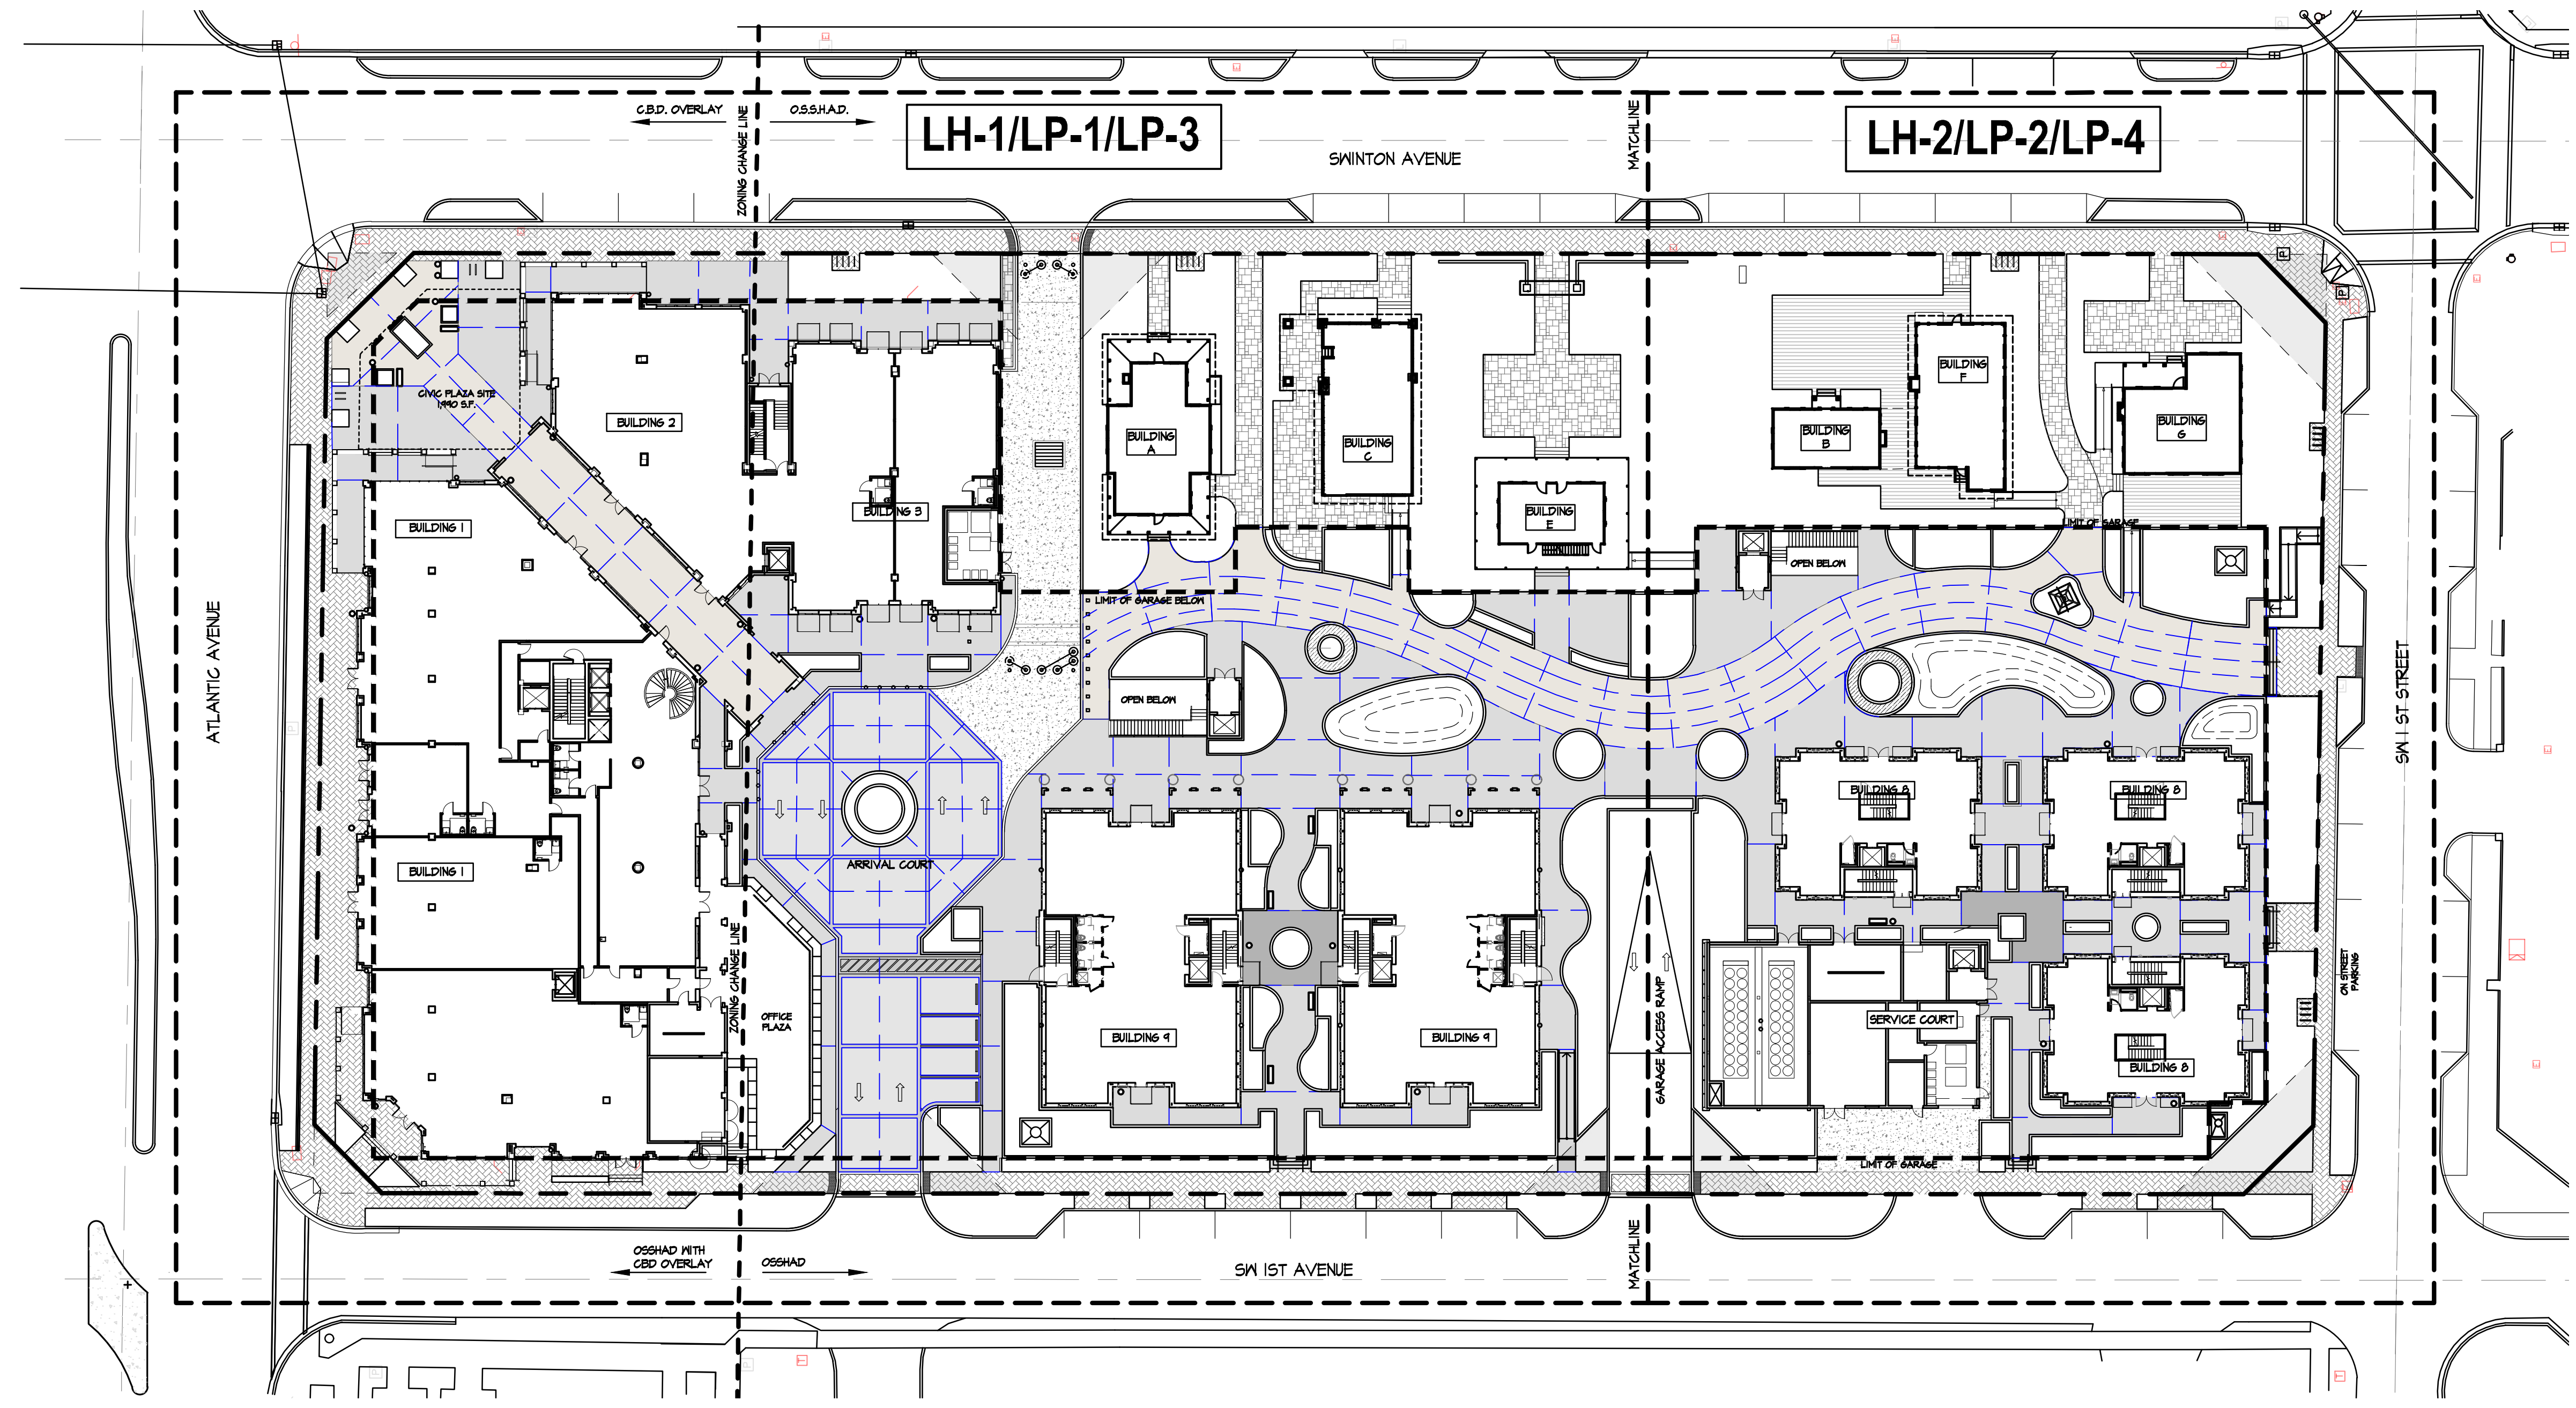 C.B.D. OVERLAY
O.S.S.H.A.D.
ZONING CHANGE LINE
LH-1/LP-1/LP-3
SWINTON AVENUE
MATCHLINE
LH-2/LP-2/LP-4
CIVIC PLAZA SITE
1,990 S.F.
BUILDING 2
BUILDING 1
BUILDING 3
BUILDING
A
BUILDING
C
BUILDING
E
BUILDING
B
BUILDING
F
BUILDING
G
LIMIT OF GARAGE
OPEN BELOW
LIMIT OF GARAGE BELOW
OPEN BELOW
ATLANTIC AVENUE
SW 1 ST STREET
BUILDING 8
BUILDING 8
ARRIVAL COURT
BUILDING 1
ZONING CHANGE LINE
OFFICE
PLAZA
BUILDING 9
BUILDING 9
GARAGE ACCESS RAMP
SERVICE COURT
BUILDING 8
ON STREET
PARKING
LIMIT OF GARAGE
OSSHAD WITH
CBD OVERLAY
OSSHAD
SW 1ST AVENUE
MATCHLINE